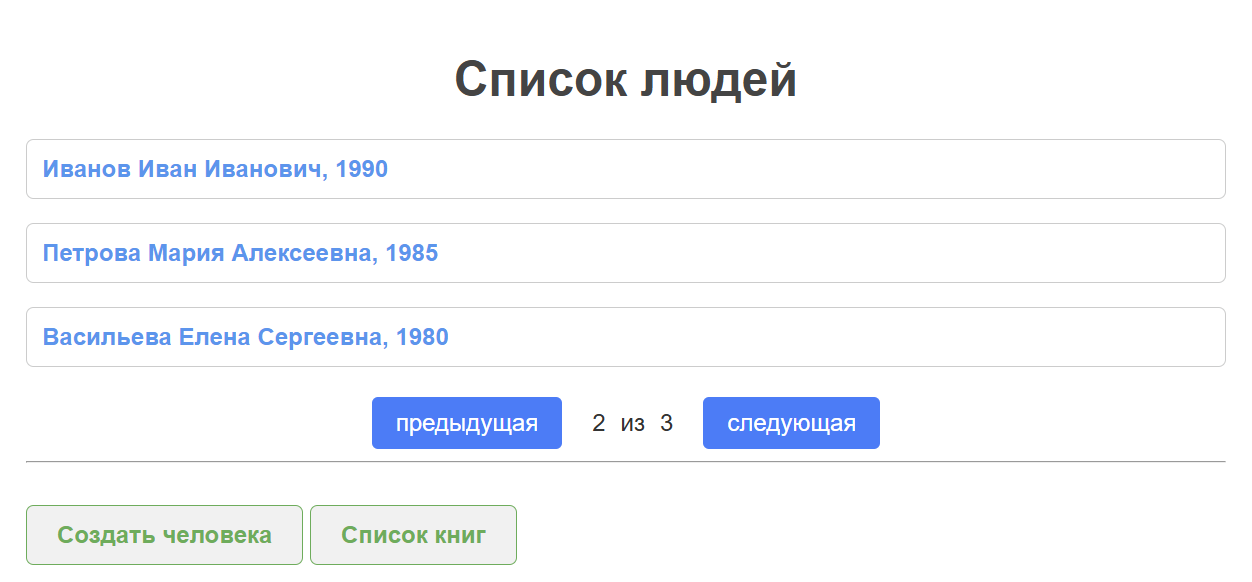 Список людей
Иванов Иван Иванович, 1990
Петрова Мария Алексеевна, 1985
Васильева Елена Сергеевна, 1980
предыдущая 2 из 3 следующая
Создать человека Список книг